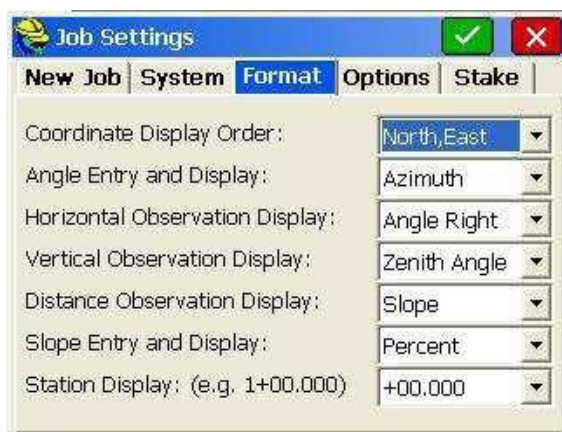 Job Settings
New Job System Format Options Stake
Coordinate Display Order: North,East
Angle Entry and Display: Azimuth
Horizontal Observation Display: Angle Right
Vertical Observation Display: Zenith Angle
Distance Observation Display: Slope
Slope Entry and Display: Percent
Station Display: (e.g. 1+00.000) +00.000